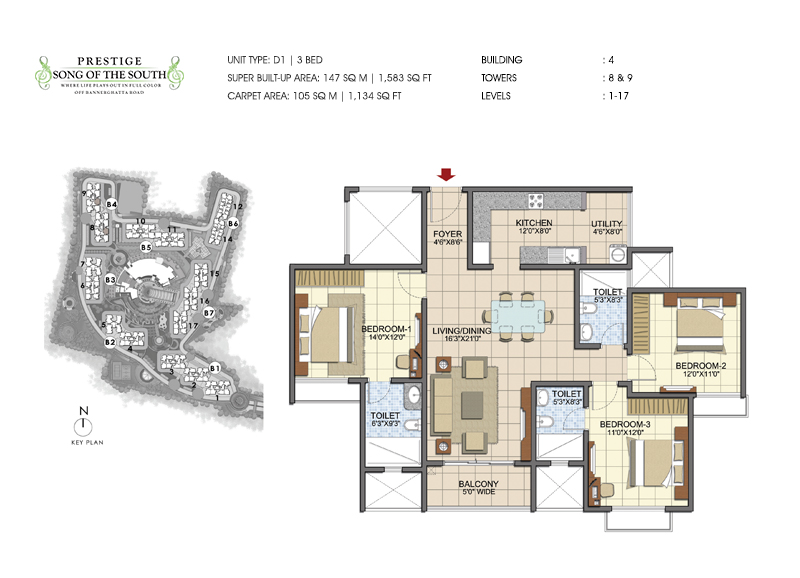 PRESTIGE
SONG OF THE SOUTH
WHERE LIFE PLAYS OUT IN FULL COLOR
OFF BANNERGHATTA ROAD
UNIT TYPE: D1 | 3 BED
SUPER BUILT-UP AREA: 147 SQ M | 1,583 SQ FT
CARPET AREA: 105 SQ M | 1,134 SQ FT
BUILDING : 4
TOWERS : 8 & 9
LEVELS : 1-17
9
B4
8
10
11
B5
12
B6
14
7
6
B3
15
16
B7
17
5
B2
4
3
2
B1
1
N
KEY PLAN
FOYER
4'6"X8'6"
KITCHEN
12'0"X8'0"
UTILITY
4'6"X8'0"
TOILET
5'3"X8'3"
BEDROOM-1
14'0"X12'0"
LIVING/DINING
16'3"X21'0"
BEDROOM-2
12'0"X11'0"
TOILET
6'3"X9'3"
TOILET
5'3"X8'3"
BEDROOM-3
11'0"X12'0"
BALCONY
5'0" WIDE